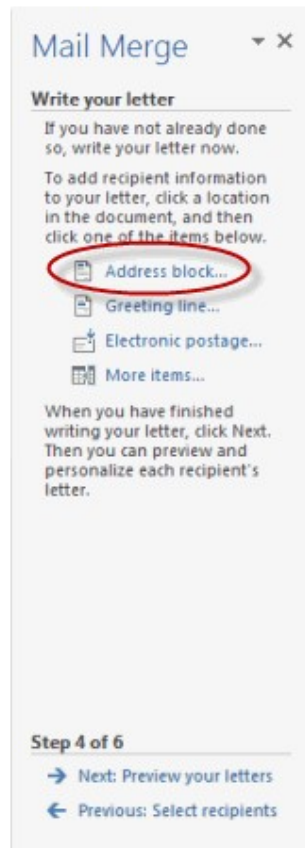 Mail Merge
Write your letter
If you have not already done
so, write your letter now.
To add recipient information
to your letter, click a location
in the document, and then
click one of the items below.
Address block...
Greeting line...
Electronic postage...
More items...
When you have finished
writing your letter, click Next.
Then you can preview and
personalize each recipient's
letter.
Step 4 of 6
Next: Preview your letters
Previous: Select recipients